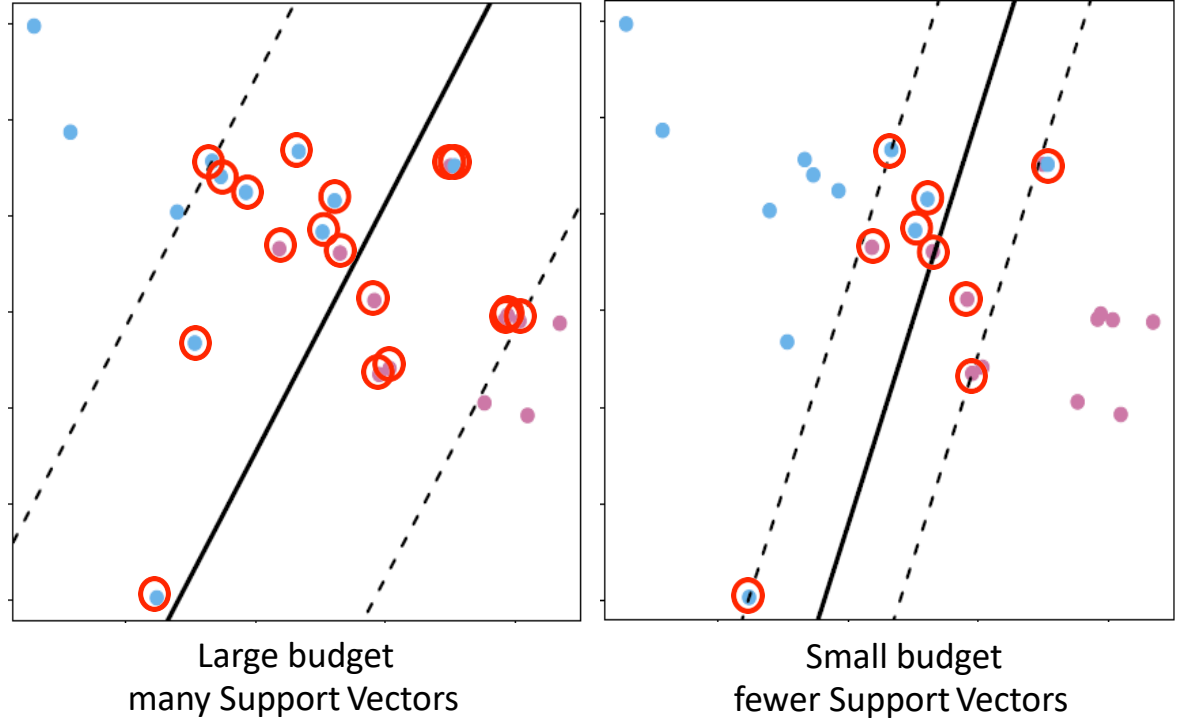 Large budget
many Support Vectors
Small budget
fewer Support Vectors